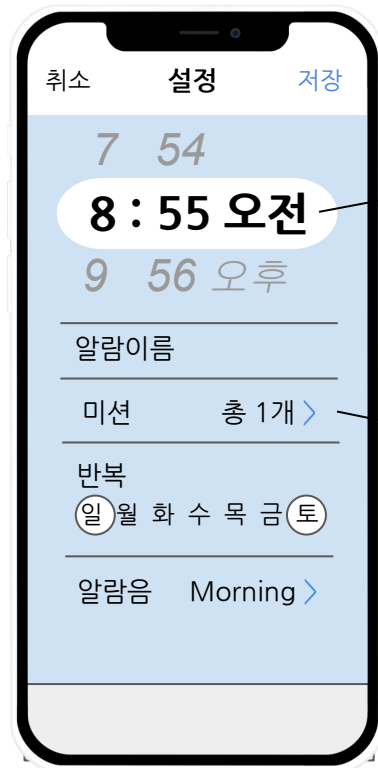 취소 설정 저장
7 54
8 : 55 오전
9 56 오후
알람이름
미션 총 1개 >
반복
일 월 화 수 목 금 토
알람음 Morning >